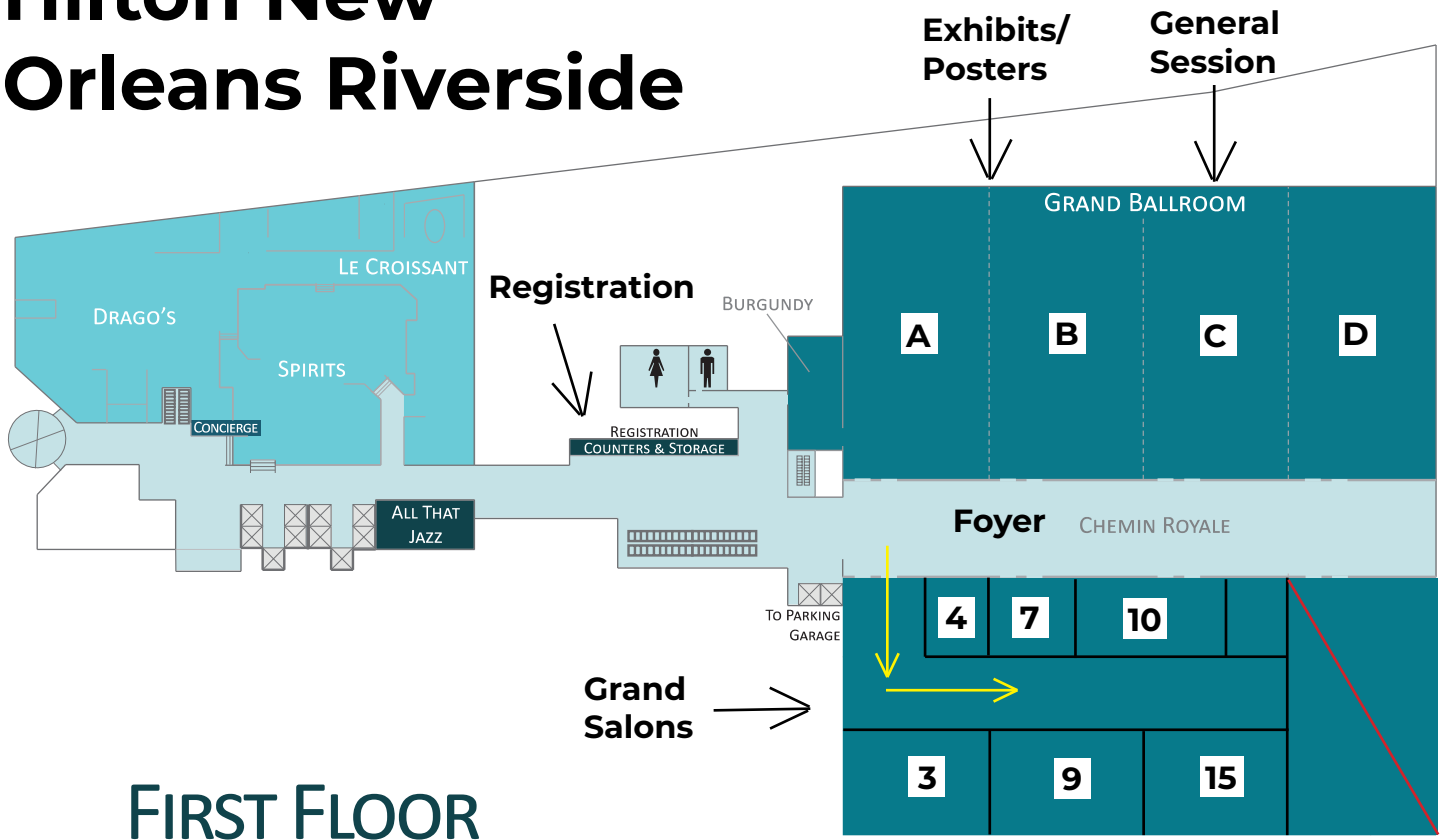 Hilton New
Orleans Riverside
Exhibits/
Posters
General
Session
GRAND BALLROOM
LE CROISSANT
DRAGO'S
SPIRITS
CONCIERGE
Registration
BURGUNDY
A
B
C
D
REGISTRATION
COUNTERS & STORAGE
ALL THAT
JAZZ
Foyer
CHEMIN ROYALE
TO PARKING
GARAGE
4
7
10
Grand
Salons
3
9
15
FIRST FLOOR